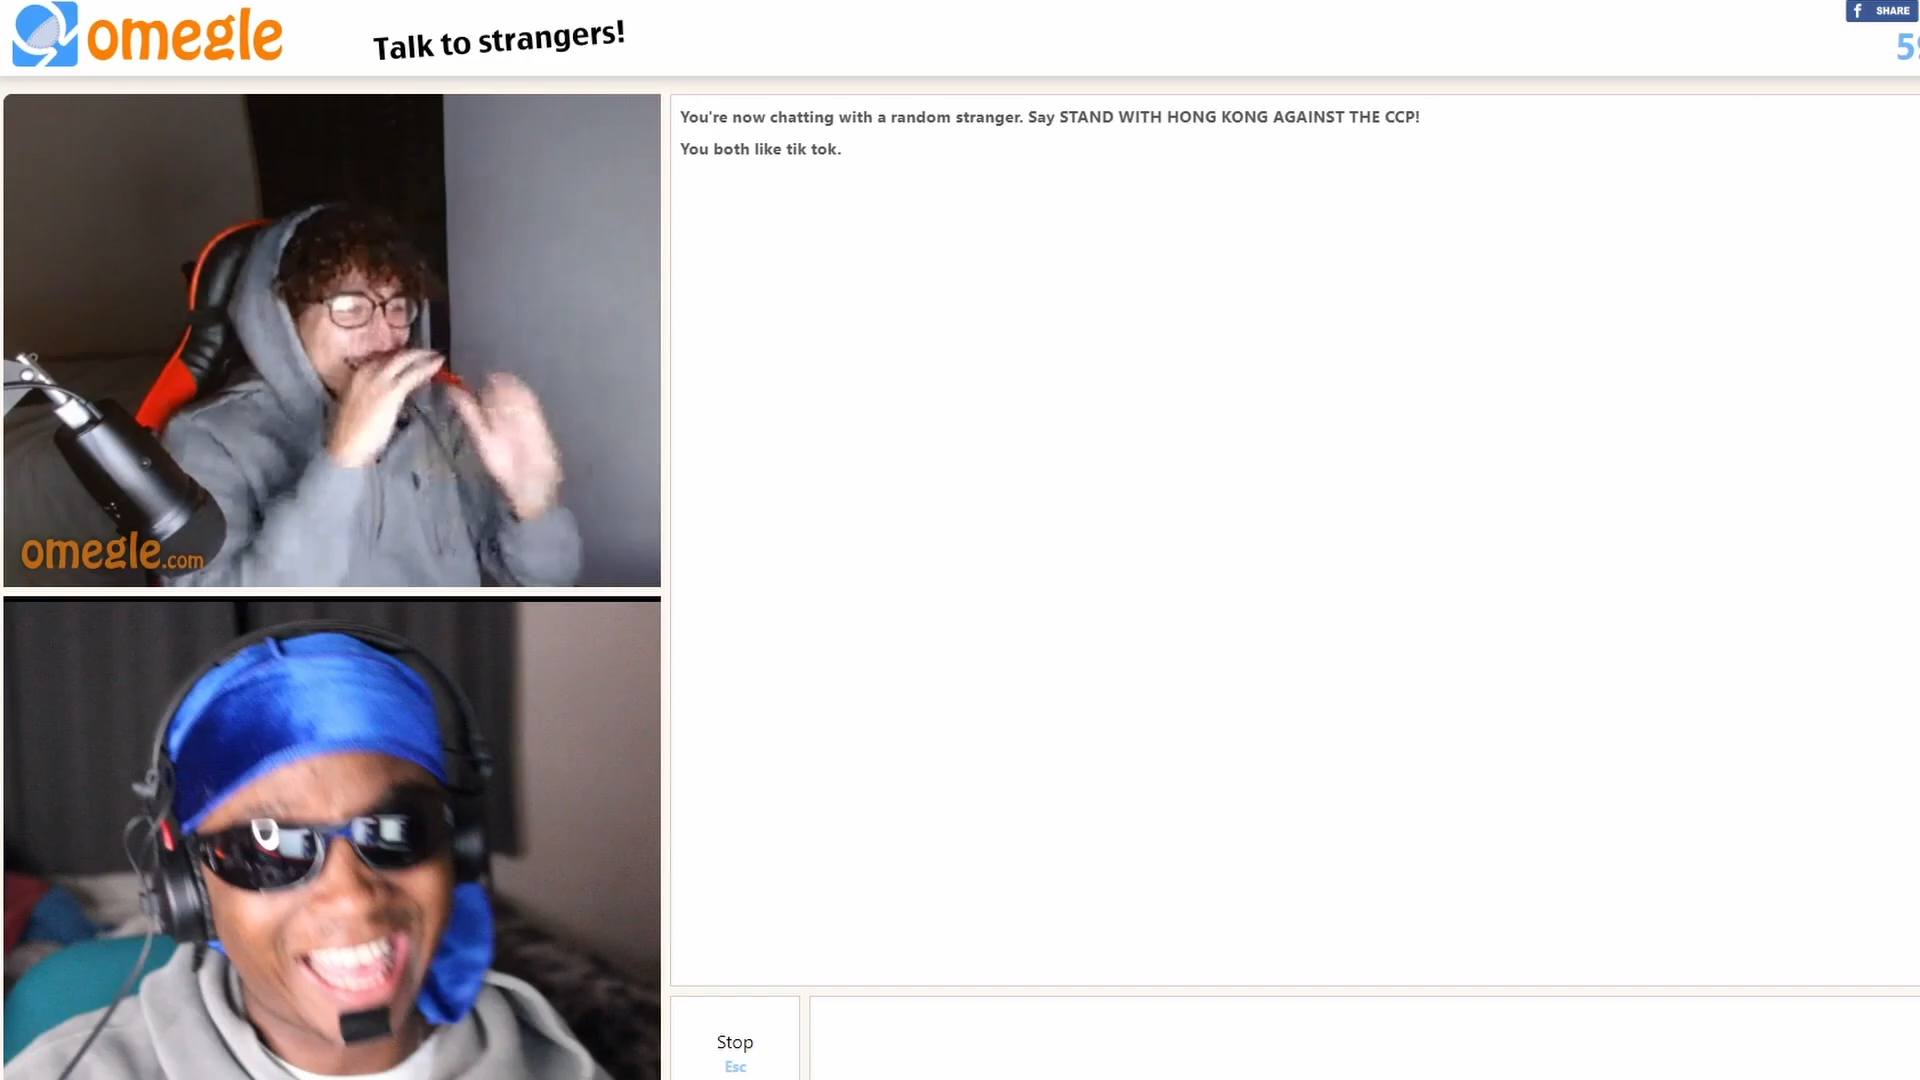 omegle
Talk to strangers!
f SHARE
You're now chatting with a random stranger. Say STAND WITH HONG KONG AGAINST THE CCP!
You both like tik tok.
omegle.com
Stop
Esc